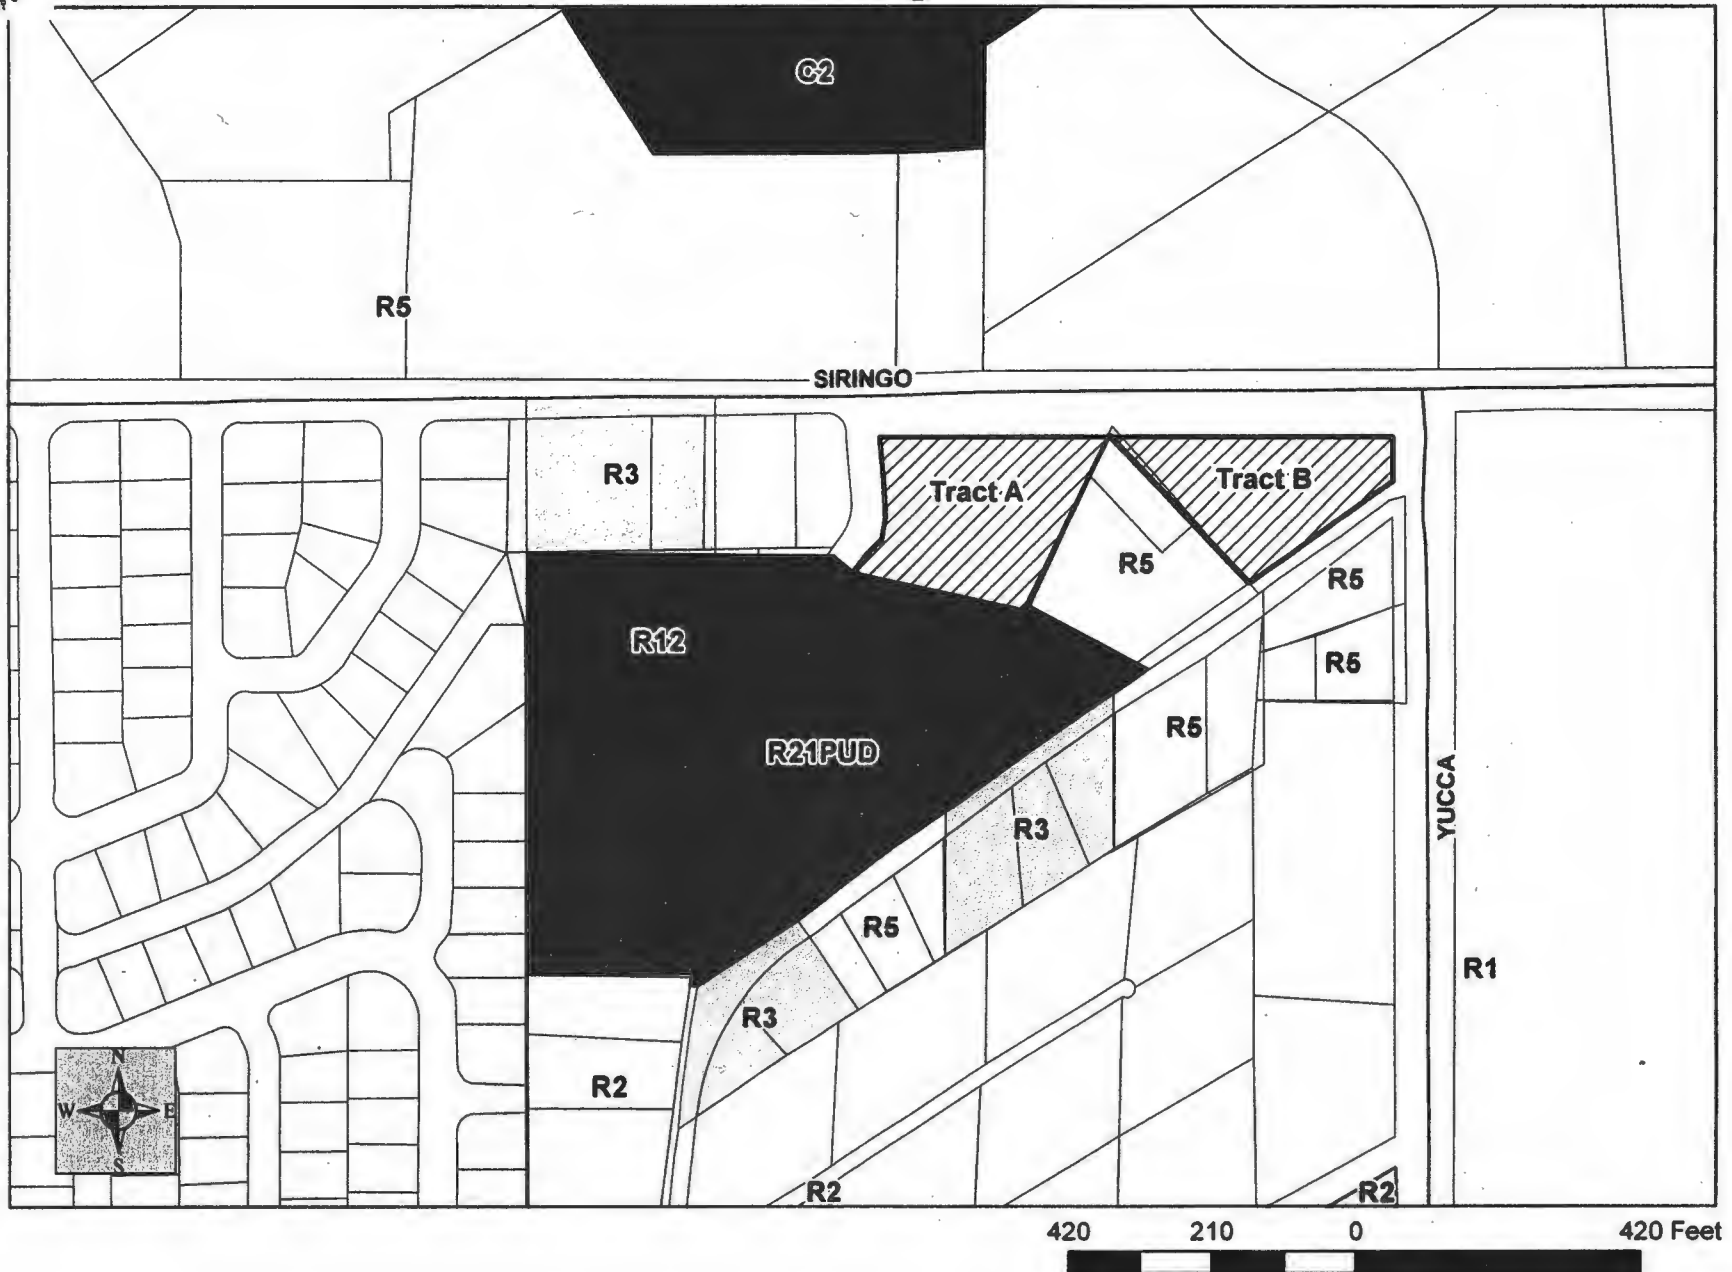 C2
R5
SIRINGO
R3
Tract A
Tract B
R5
R5
R12
R5
R5
R21PUD
YUCCA
R3
R5
R1
R3
N
W E
S
R2
R2
R2
420 210 0 420 Feet